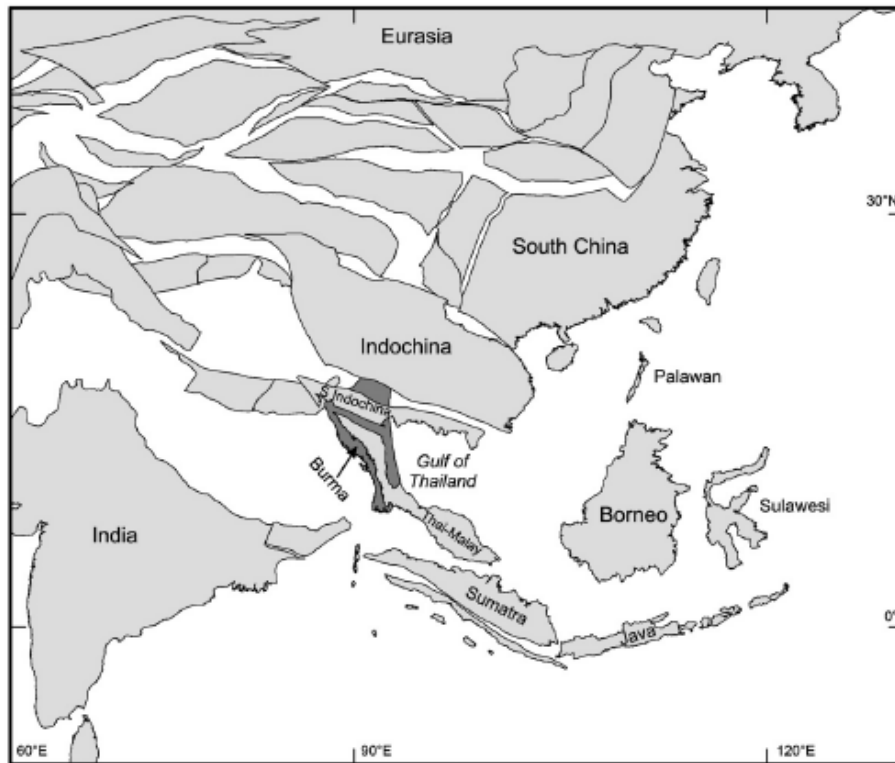 Eurasia
30°N
South China
Indochina
Palawan
S. Indochina
Gulf of
Thailand
Burma
India
Thai-Malay
Borneo
Sulawesi
Sumatra
Java
0°
60°E
90°E
120°E